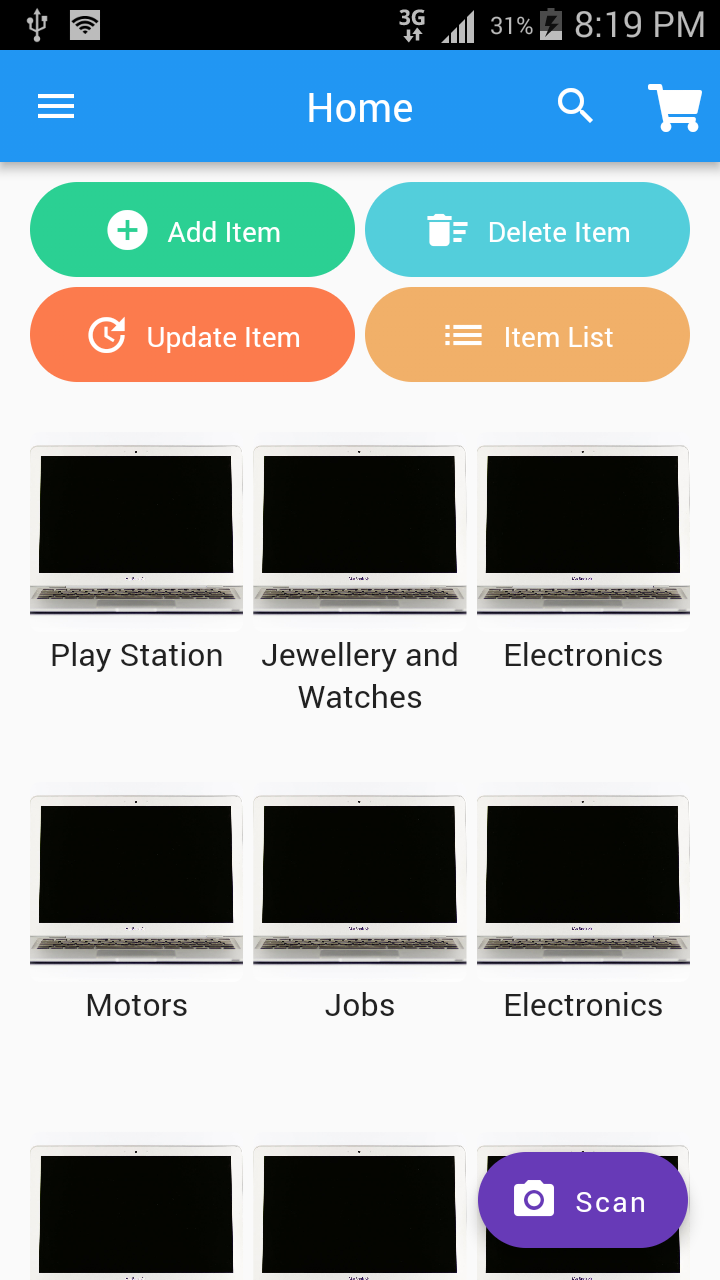 3G 31% 8:19 PM
Home
Add Item
Delete Item
Update Item
Item List
Play Station
Jewellery and
Watches
Electronics
Motors
Jobs
Electronics
Scan